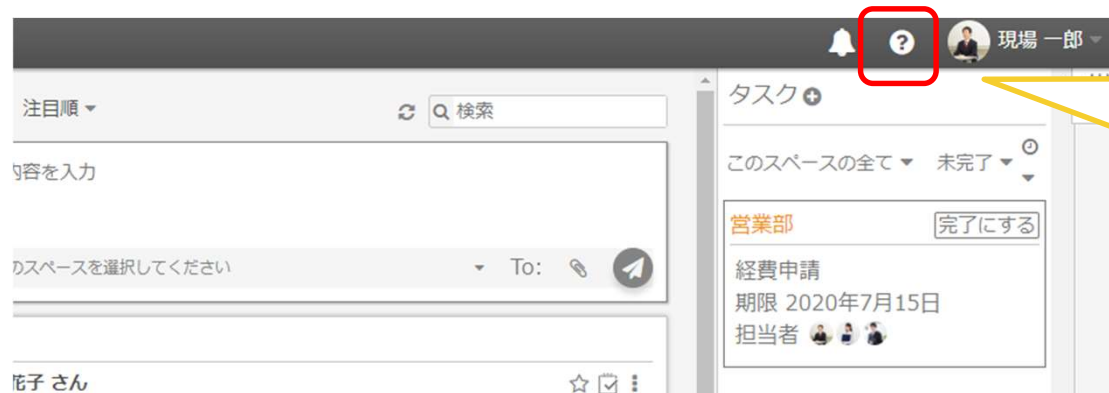 現場 一郎
注目順
検索
タスク
内容を入力
このスペースの全て 未完了
営業部 完了にする
のスペースを選択してください To:
経費申請
期限 2020年7月15日
担当者
花子 さん